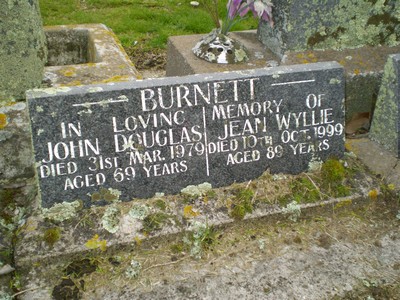 BURNETT
IN LOVING MEMORY OF
JOHN DOUGLAS
DIED 31ST MAR. 1979
AGED 69 YEARS
JEAN WYLLIE
DIED 10TH OCT. 1999
AGED 89 YEARS